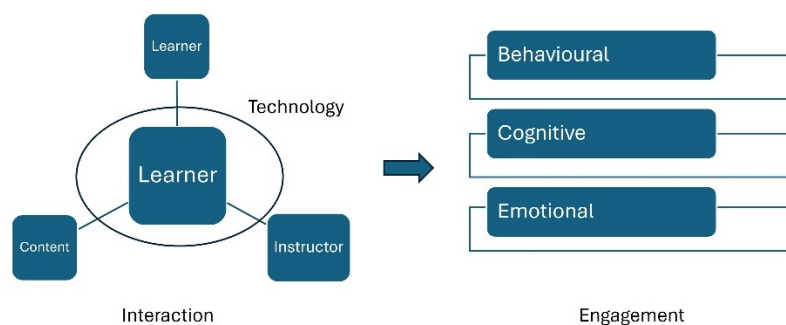 Learner
Technology
Learner
Content
Instructor
Interaction
Behavioural
Cognitive
Emotional
Engagement